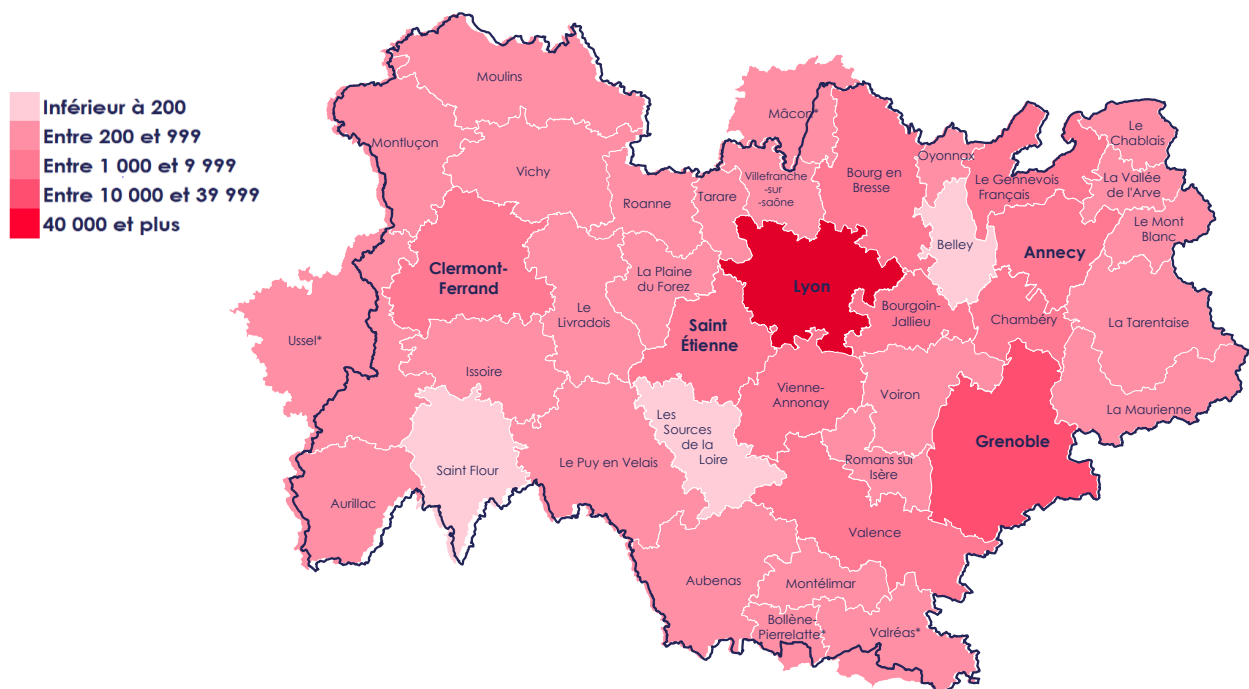 Inférieur à 200
Entre 200 et 999
Entre 1 000 et 9 999
Entre 10 000 et 39 999
40 000 et plus
Moulins
Montluçon
Vichy
Mâcon*
Roanne
Tarare
Villefranche
-sur
-saône
Bourg en
Bresse
Oyonnax
Le Gennevois
Français
Le
Chablais
La Vallée
de l'Arve
Le Mont
Blanc
Belley
Annecy
Clermont-
Ferrand
Le
Livradois
La Plaine
du Forez
Lyon
Bourgoin-
Jallieu
Chambéry
La Tarentaise
Ussel*
Saint
Étienne
Issoire
Vienne-
Annonay
Voiron
La Maurienne
Les
Sources
de la
Loire
Grenoble
Saint Flour
Le Puy en Velais
Romans sur
Isère
Aurillac
Valence
Aubenas
Montélimar
Bollène-
Pierrelatte*
Valréas*